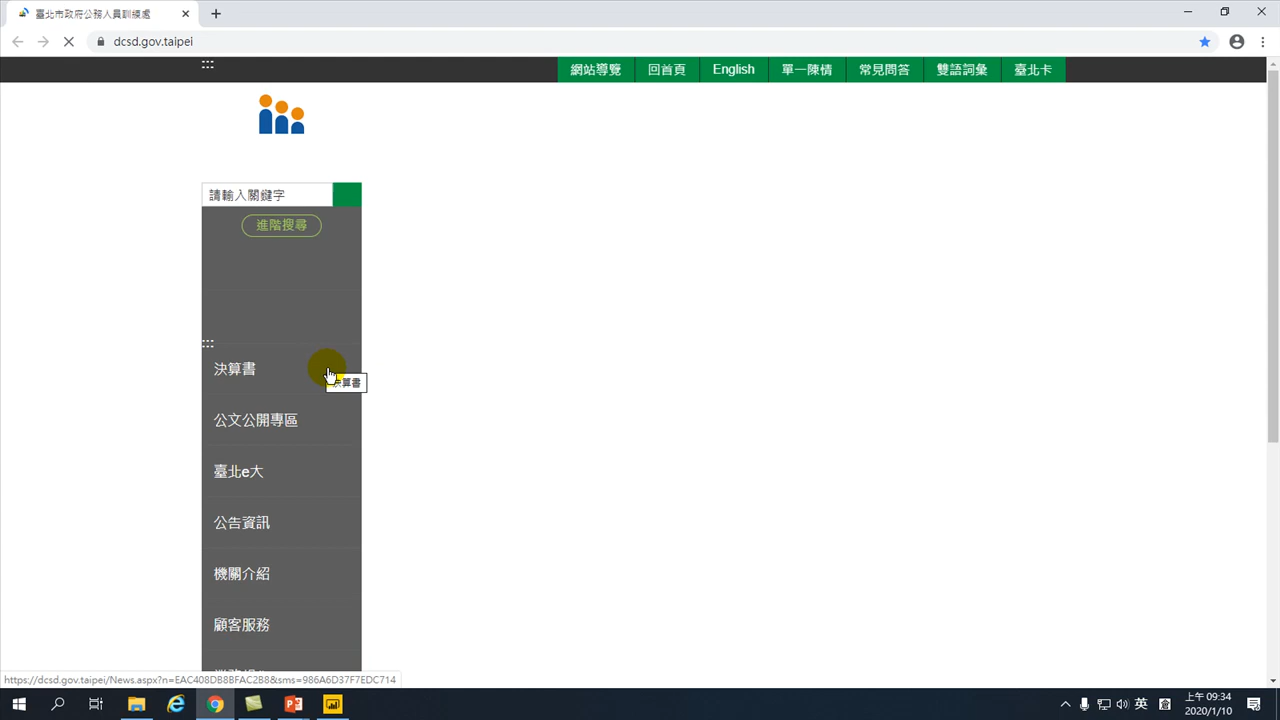 臺北市政府公務人員訓練處
dcsd.gov.taipei
網站導覽 回首頁 English 單一陳情 常見問答 雙語詞彙 臺北卡
請輸入關鍵字
進階搜尋
決算書
決算書
公文公開專區
臺北e大
公告資訊
機關介紹
顧客服務
https://dcsd.gov.taipei/News.aspx?n=EAC408DB8BFAC2B8&sms=986A6D37F7EDC714
英
上午 09:34
2020/1/10